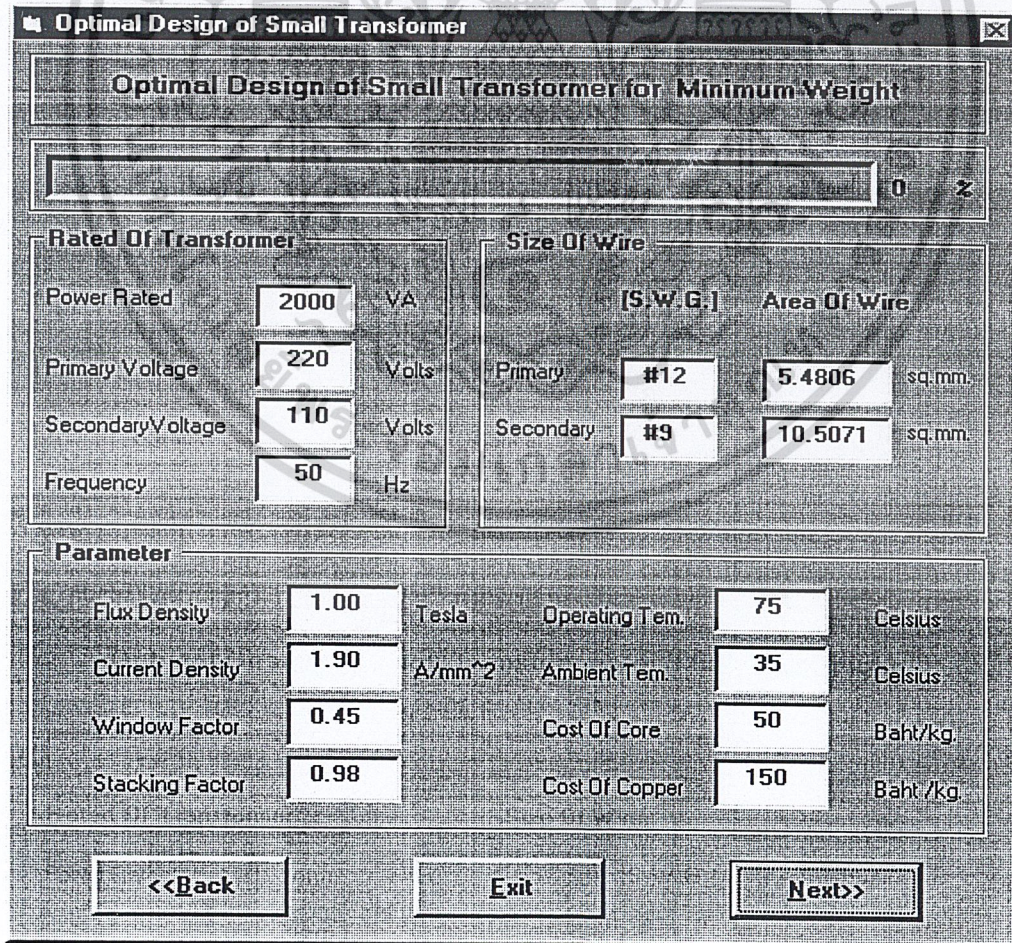 Optimal Design of Small Transformer
Optimal Design of Small Transformer for Minimum Weight
0 %
Rated Of Transformer
Power Rated 2000 VA
Primary Voltage 220 Volts
SecondaryVoltage 110 Volts
Frequency 50 Hz
Size Of Wire
[S.W.G.] Area Of Wire
Primary #12 5.4806 sq.mm.
Secondary #9 10.5071 sq.mm.
Parameter
Flux Density 1.00 Tesla
Current Density 1.90 A/mm^2
Window Factor 0.45
Stacking Factor 0.98
Operating Tem. 75 Celsius
Ambient Tem. 35 Celsius
Cost Of Core 50 Baht/kg.
Cost Of Copper 150 Baht /kg.
<<Back
Exit
Next>>